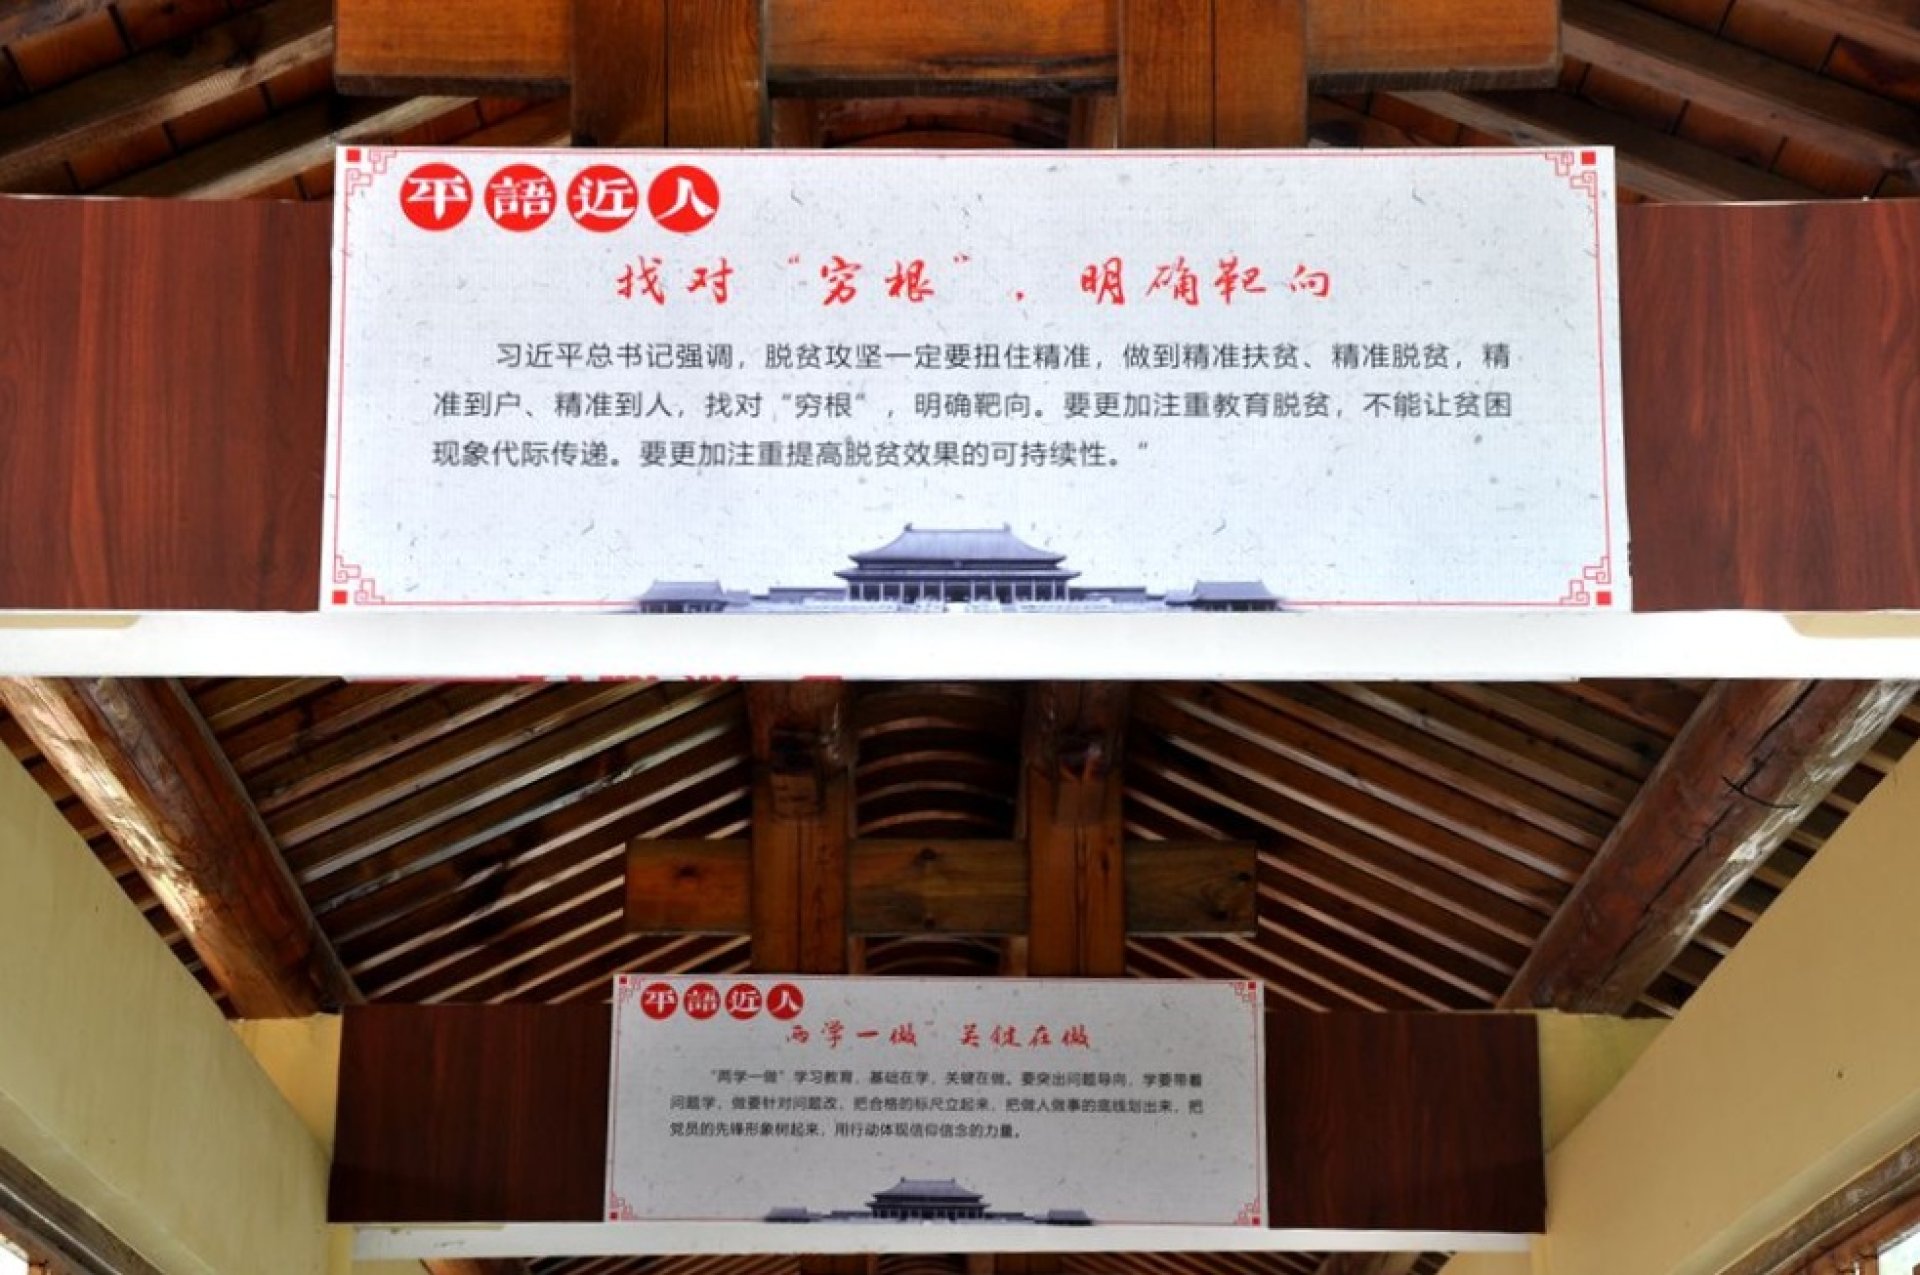 平語近人
找对“穷根”，明确靶向
习近平总书记强调，脱贫攻坚一定要扭住精准，做到精准扶贫、精准脱贫，精
准到户、精准到人，找对“穷根“，明确靶向。要更加注重教育脱贫，不能让贫困
现象代际传递。要更加注重提高脱贫效果的可持续性。“
平語近人
两学一做”关键在做
“两学一做”学习教育，基础在学，关键在做。要突出问题导向，学要带着
问题学，做要针对问题改，把合格的标尺立起来，把做人做事的底线划出来，把
党员的先锋形象树起来，用行动体现信仰信念的力量。